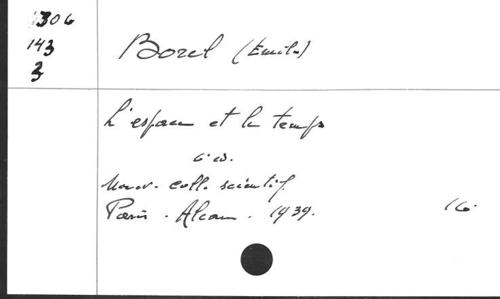 1306
143
3
Borel (Emile)
L'espace et le temps
Nouv. coll. scientif.
Paris. Alcan. 1939. 16.